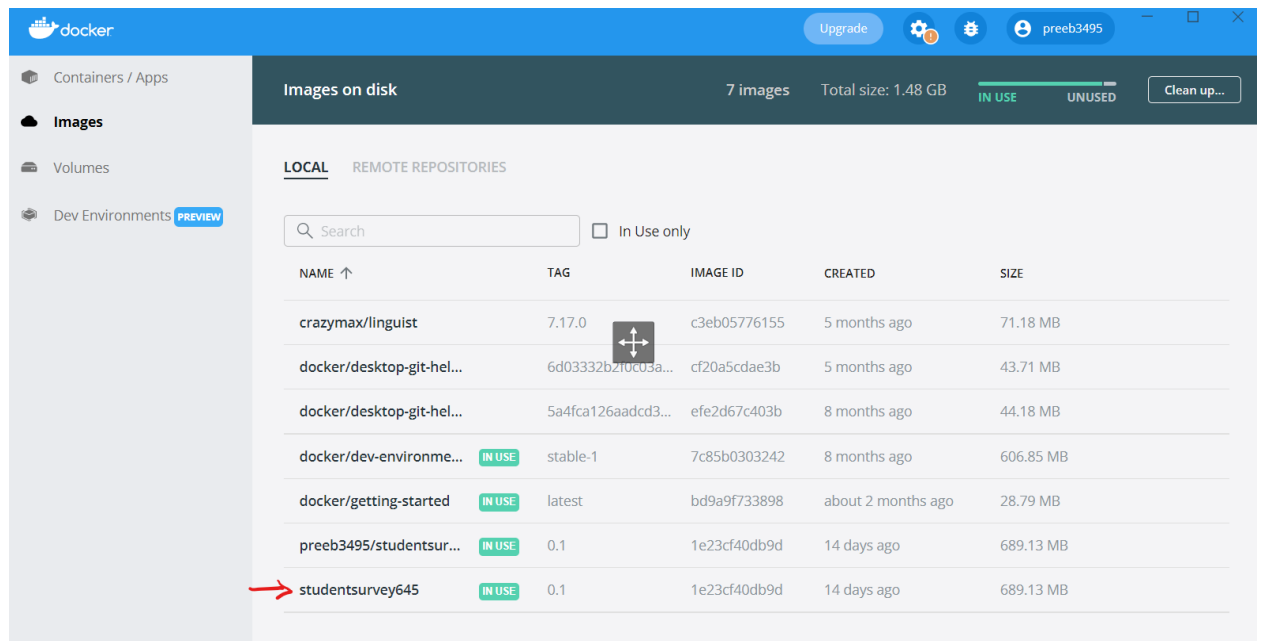 docker
Upgrade
preeb3495
Containers / Apps
Images
Volumes
Dev Environments PREVIEW
Images on disk
7 images
Total size: 1.48 GB
IN USE
UNUSED
Clean up...
LOCAL
REMOTE REPOSITORIES
Search
In Use only
NAME TAG IMAGE ID CREATED SIZE
crazymax/linguist 7.17.0 c3eb05776155 5 months ago 71.18 MB
docker/desktop-git-hel... 6d03332b2f0c03a... cf20a5cdae3b 5 months ago 43.71 MB
docker/desktop-git-hel... 5a4fca126aadcd3... efe2d67c403b 8 months ago 44.18 MB
docker/dev-environme... IN USE stable-1 7c85b0303242 8 months ago 606.85 MB
docker/getting-started IN USE latest bd9a9f733898 about 2 months ago 28.79 MB
preeb3495/studentsur... IN USE 0.1 1e23cf40db9d 14 days ago 689.13 MB
studentsurvey645 IN USE 0.1 1e23cf40db9d 14 days ago 689.13 MB